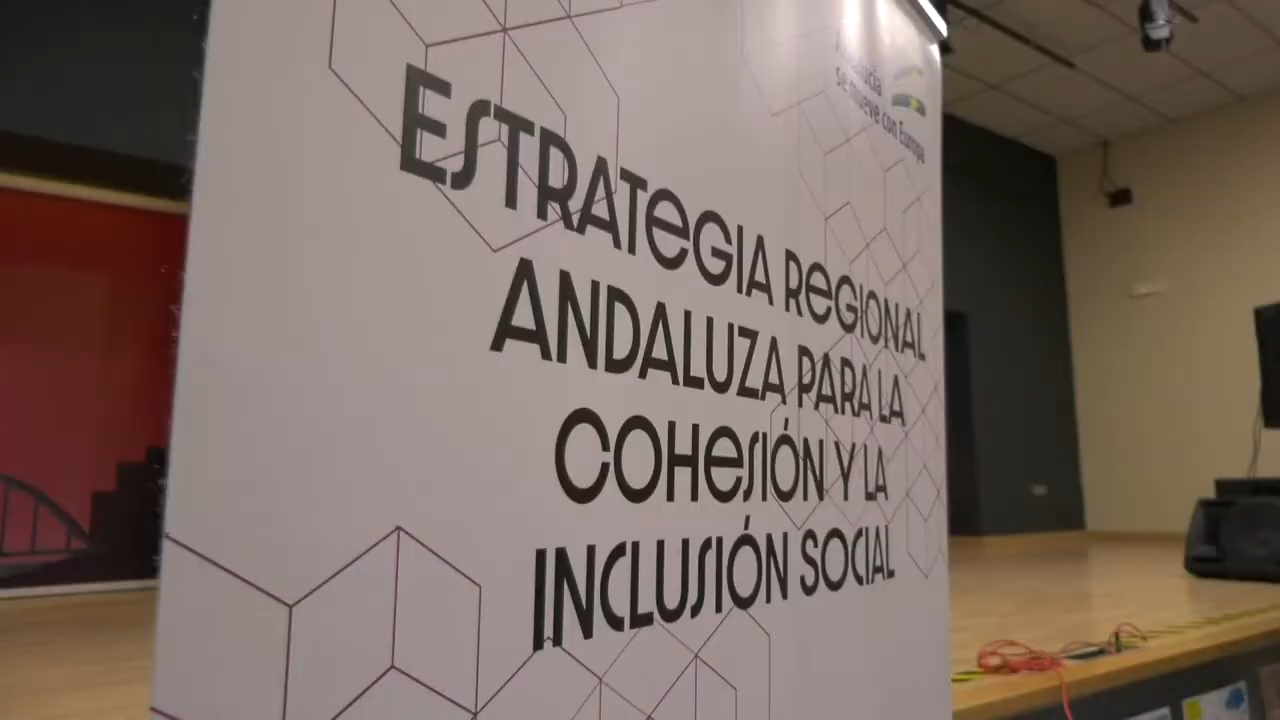 se mueve con Europa
ESTRATEGIA REGIONAL
ANDALUZA PARA LA
COHESIÓN Y LA
INCLUSIÓN SOCIAL